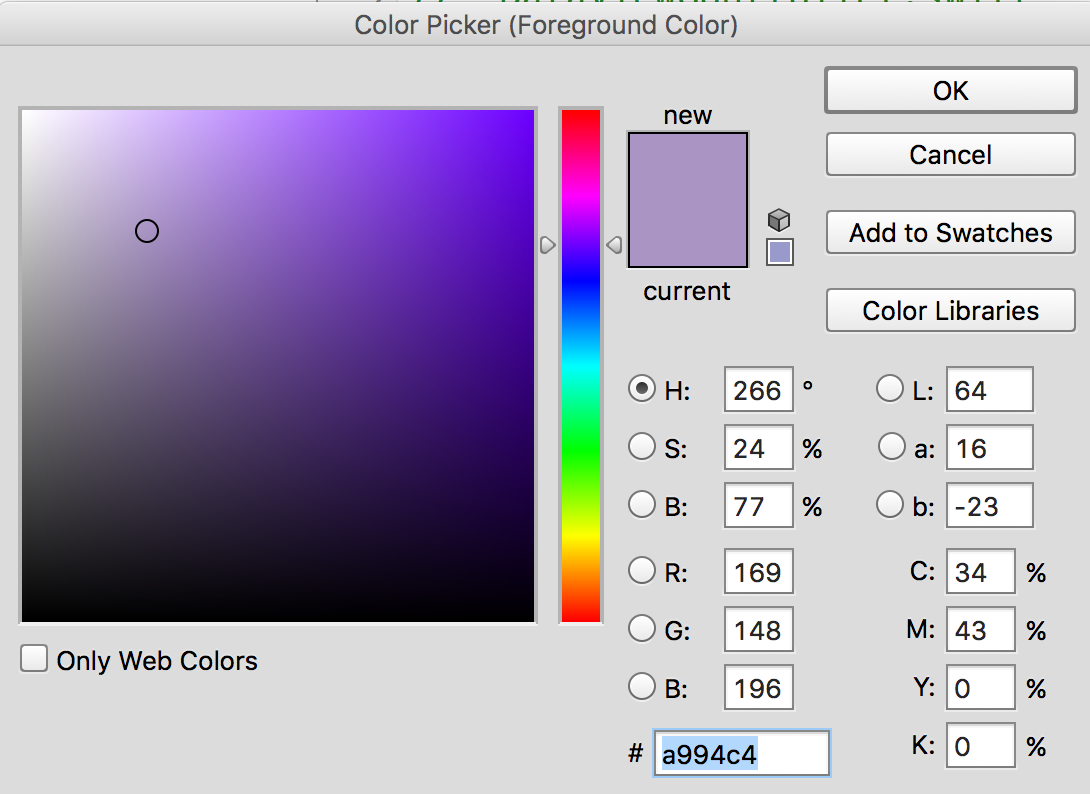 Color Picker (Foreground Color)
new
current
OK
Cancel
Add to Swatches
Color Libraries
H: 266 °
S: 24 %
B: 77 %
R: 169
G: 148
B: 196
# a994c4
L: 64
a: 16
b: -23
C: 34 %
M: 43 %
Y: 0 %
K: 0 %
Only Web Colors